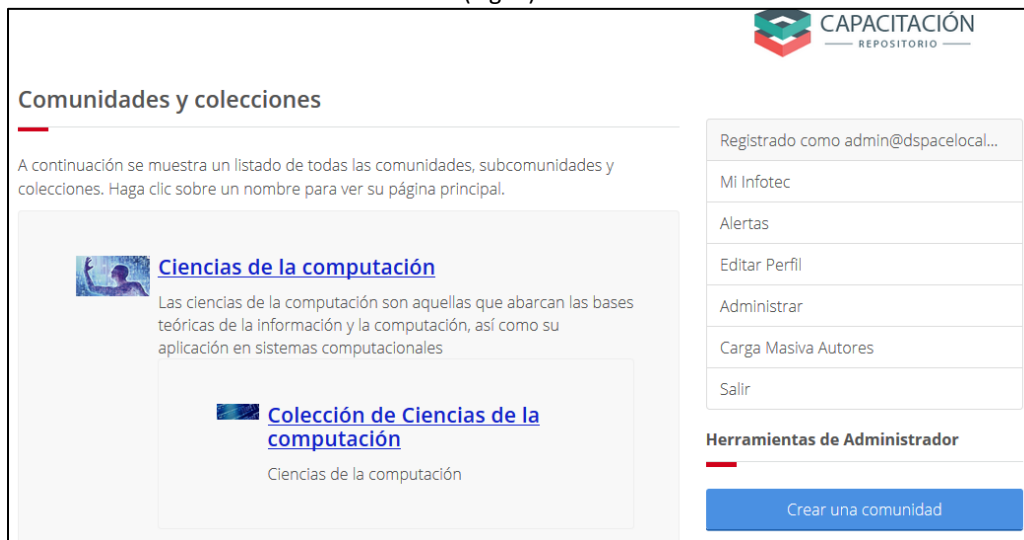 CAPACITACIÓN
REPOSITORIO
Comunidades y colecciones
A continuación se muestra un listado de todas las comunidades, subcomunidades y
colecciones. Haga clic sobre un nombre para ver su página principal.
Ciencias de la computación
Las ciencias de la computación son aquellas que abarcan las bases
teóricas de la información y la computación, así como su
aplicación en sistemas computacionales
Colección de Ciencias de la
computación
Ciencias de la computación
Registrado como admin@dspacelocal...
Mi Infotec
Alertas
Editar Perfil
Administrar
Carga Masiva Autores
Salir
Herramientas de Administrador
Crear una comunidad